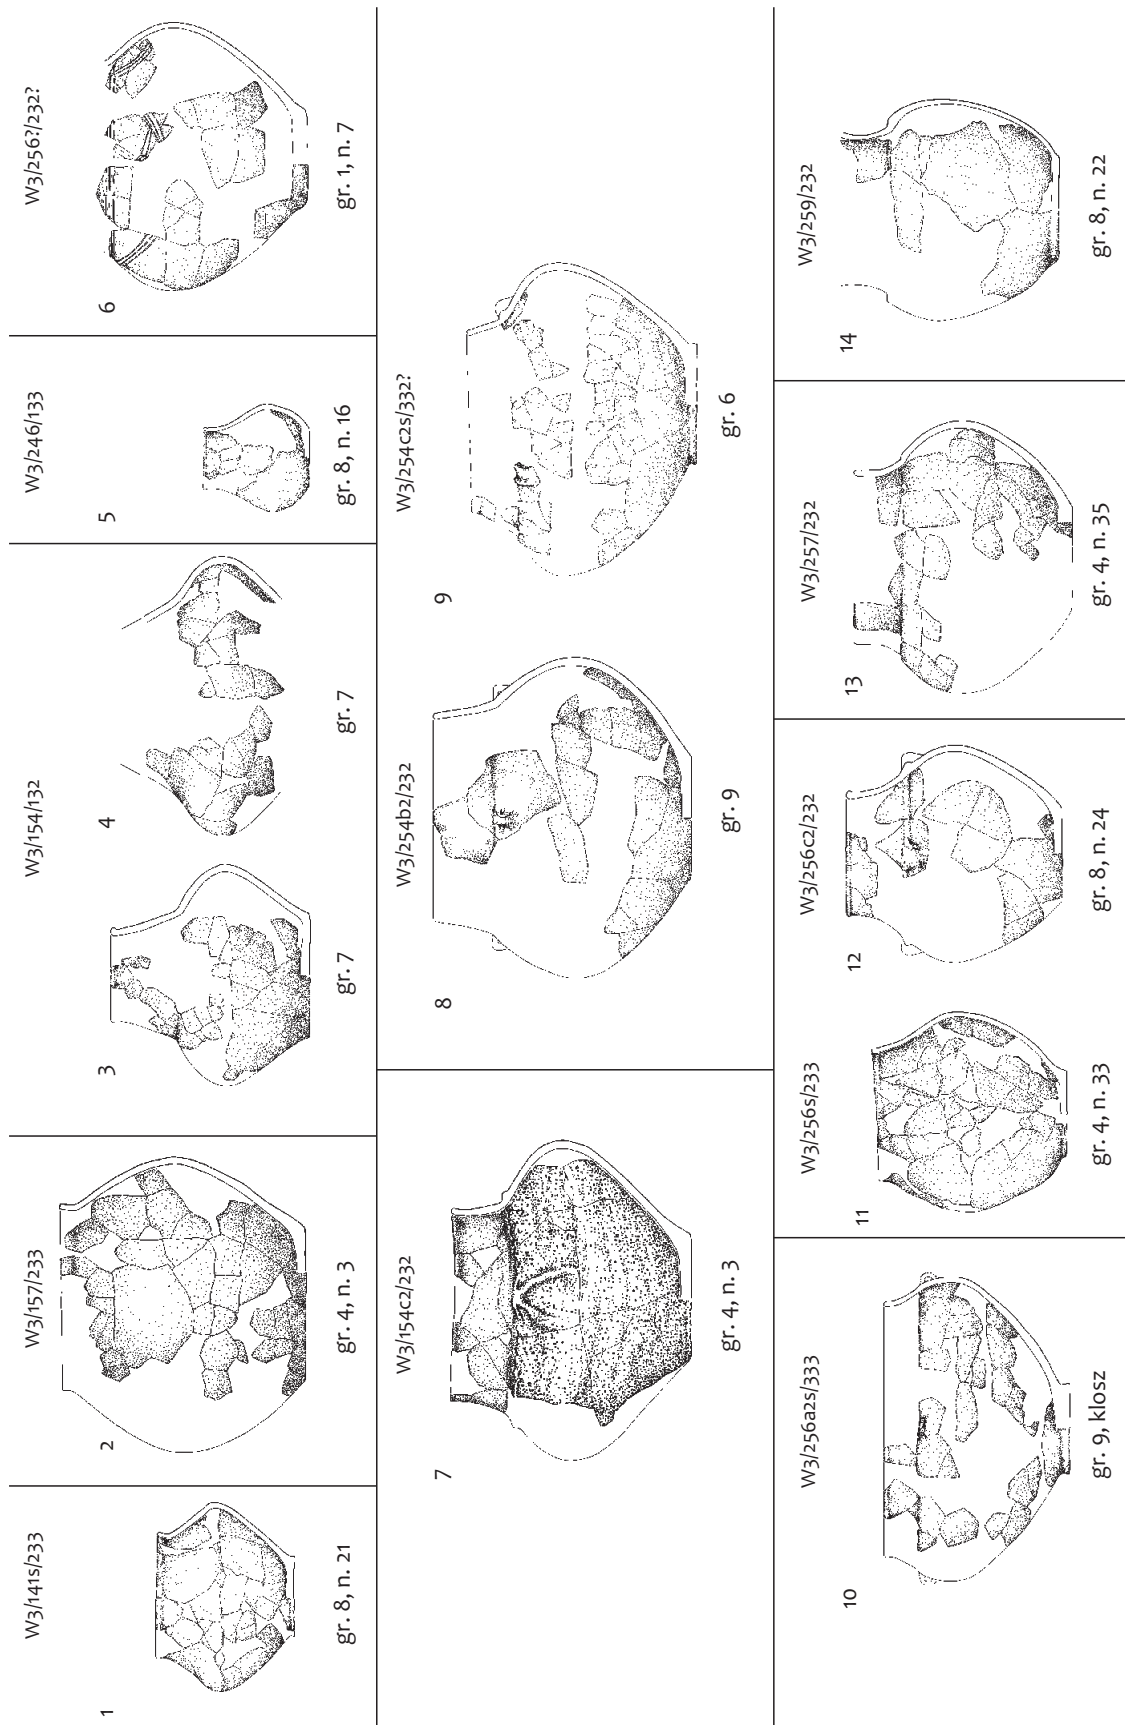 W3/141s/233
1
gr. 8, n. 21
W3/157/233
2
gr. 4, n. 3
W3/154/132
3
gr. 7
4
gr. 7
W3/246/133
5
gr. 8, n. 16
W3/256?/232?
6
gr. 1, n. 7
W3/154c2/232
7
gr. 4, n. 3
W3/254b2/232
8
gr. 9
W3/254c2s/332?
9
gr. 6
W3/256a2s/333
10
gr. 9, klosz
W3/256s/233
11
gr. 4, n. 33
W3/256c2/232
12
gr. 8, n. 24
W3/257/232
13
gr. 4, n. 35
W3/259/232
14
gr. 8, n. 22